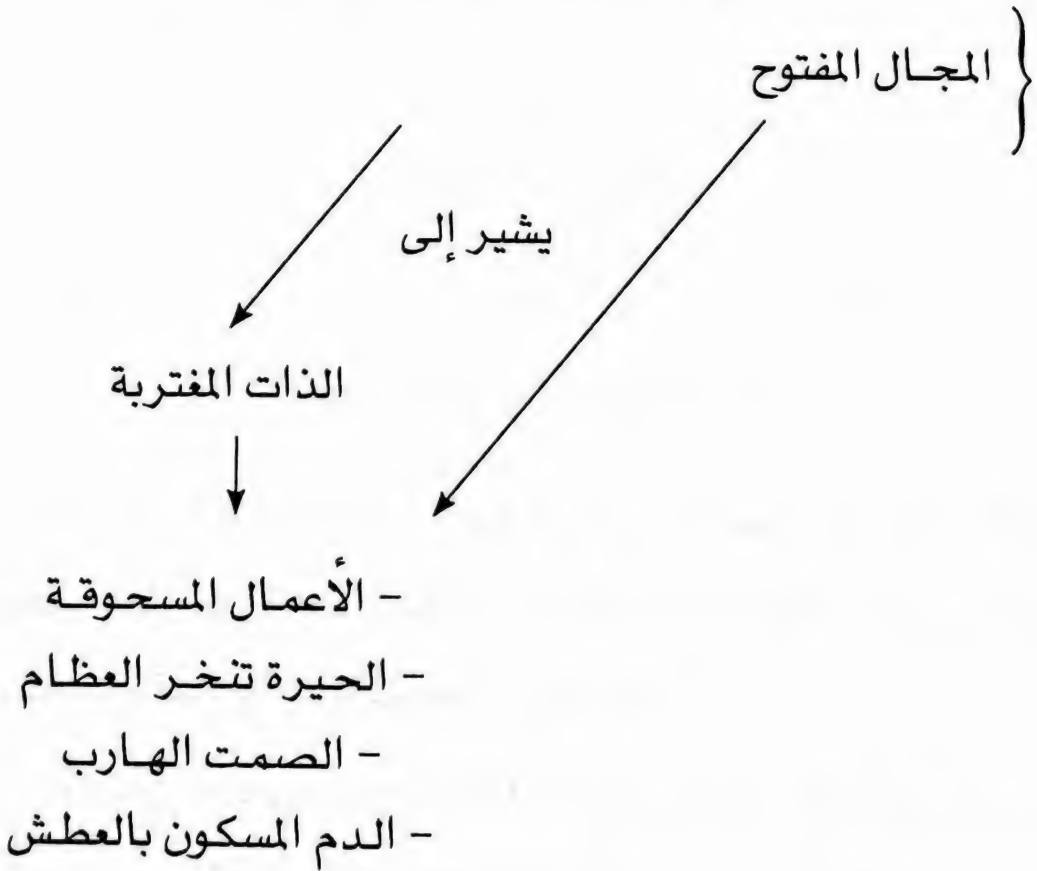 المجال المفتوح
يشير إلى
الذات المغتربة
- الأعمال المسحوقة
- الحيرة تنخر العظام
- الصمت الهارب
- الدم المسكون بالعطش